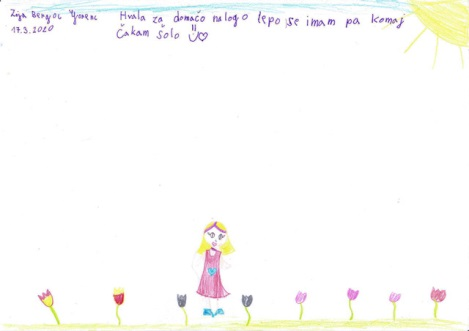 Hvala za domačo nalogo lepo se imam pa komaj
17.3.2020
čakam šolo